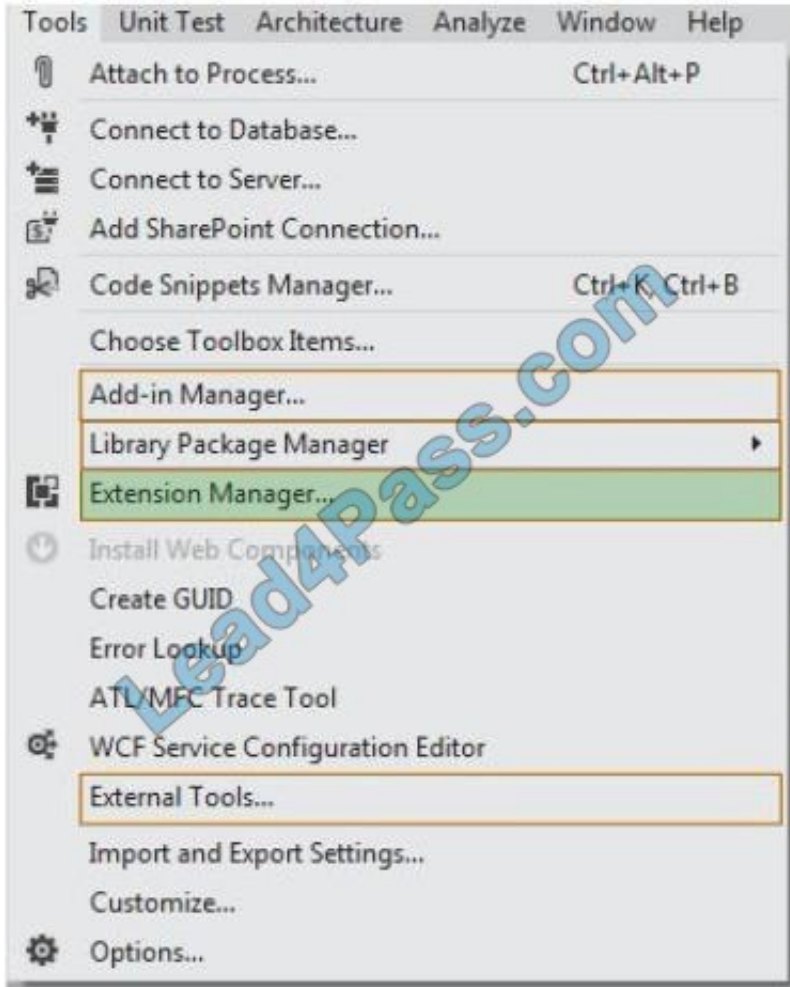 Tools Unit Test Architecture Analyze Window Help
Attach to Process... Ctrl+Alt+P
Connect to Database...
Connect to Server...
Add SharePoint Connection...
Code Snippets Manager... Ctrl+K, Ctrl+B
Choose Toolbox Items...
Add-in Manager...
Library Package Manager
Extension Manager...
Install Web Components
Create GUID
Error Lookup
ATL/MFC Trace Tool
WCF Service Configuration Editor
External Tools...
Import and Export Settings...
Customize...
Options...
Lead4Pass.com